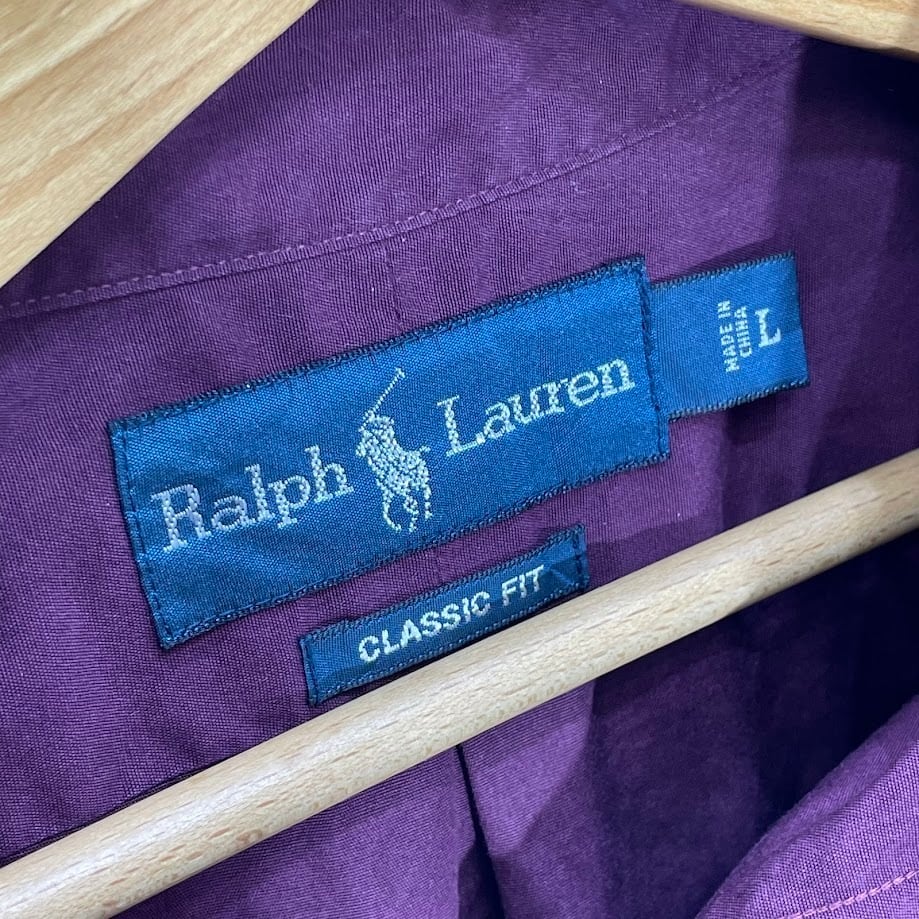 Ralph Lauren
MADE IN
CHINA
L
CLASSIC FIT